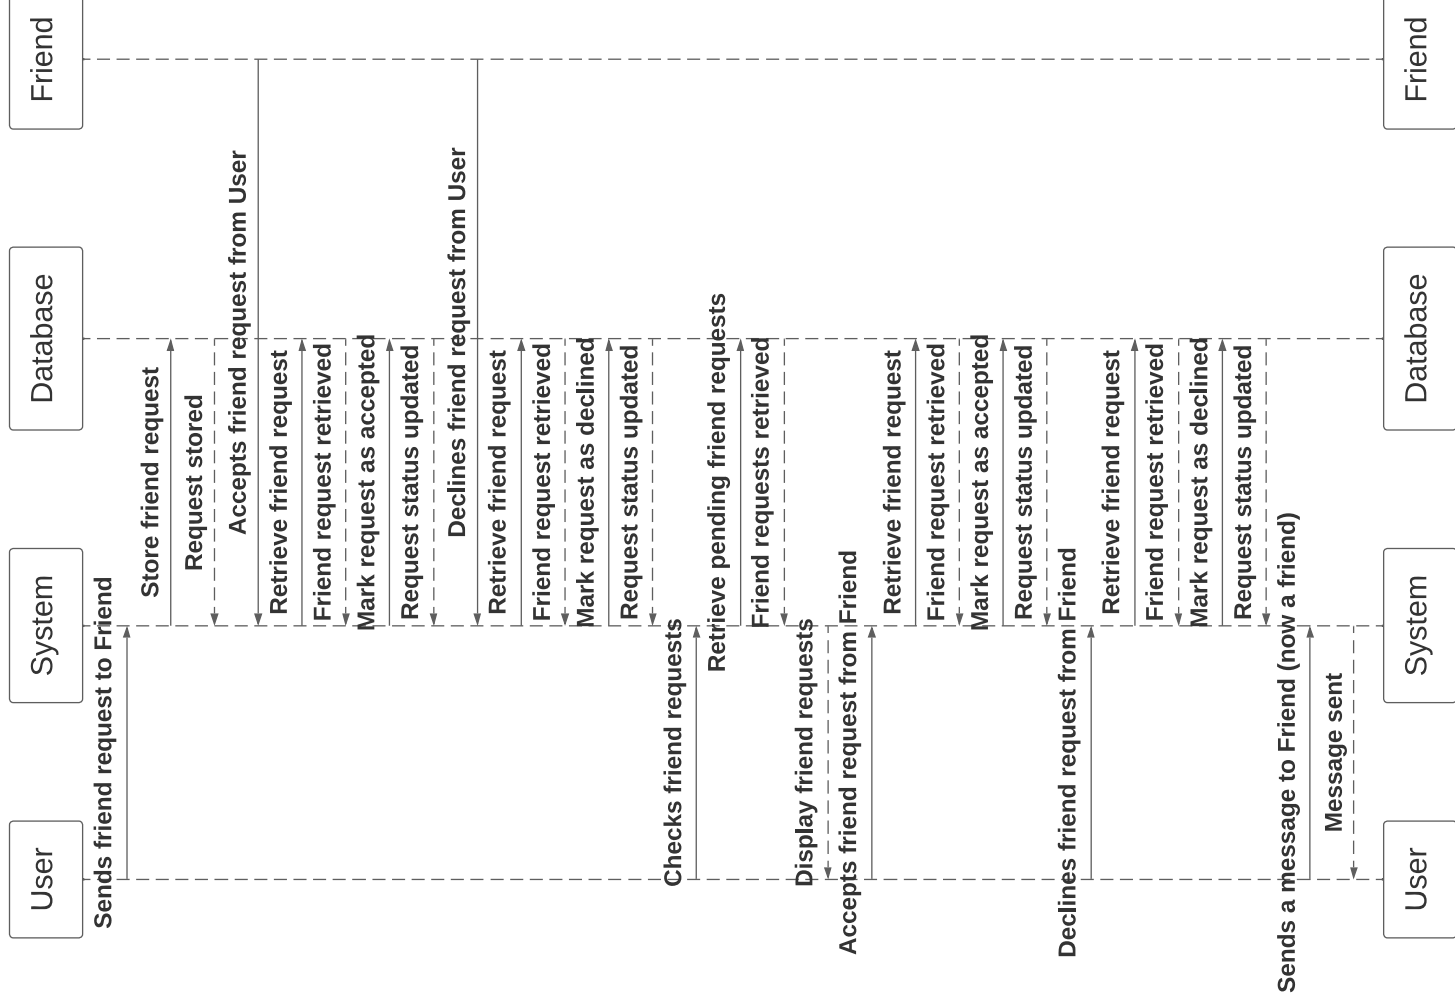 User
System
Database
Friend
Sends friend request to Friend
Store friend request
Request stored
Accepts friend request from User
Retrieve friend request
Friend request retrieved
Mark request as accepted
Request status updated
Declines friend request from User
Retrieve friend request
Friend request retrieved
Mark request as declined
Request status updated
Checks friend requests
Retrieve pending friend requests
Friend requests retrieved
Display friend requests
Accepts friend request from Friend
Retrieve friend request
Friend request retrieved
Mark request as accepted
Request status updated
Declines friend request from Friend
Retrieve friend request
Friend request retrieved
Mark request as declined
Request status updated
Sends a message to Friend (now a friend)
Message sent
User
System
Database
Friend